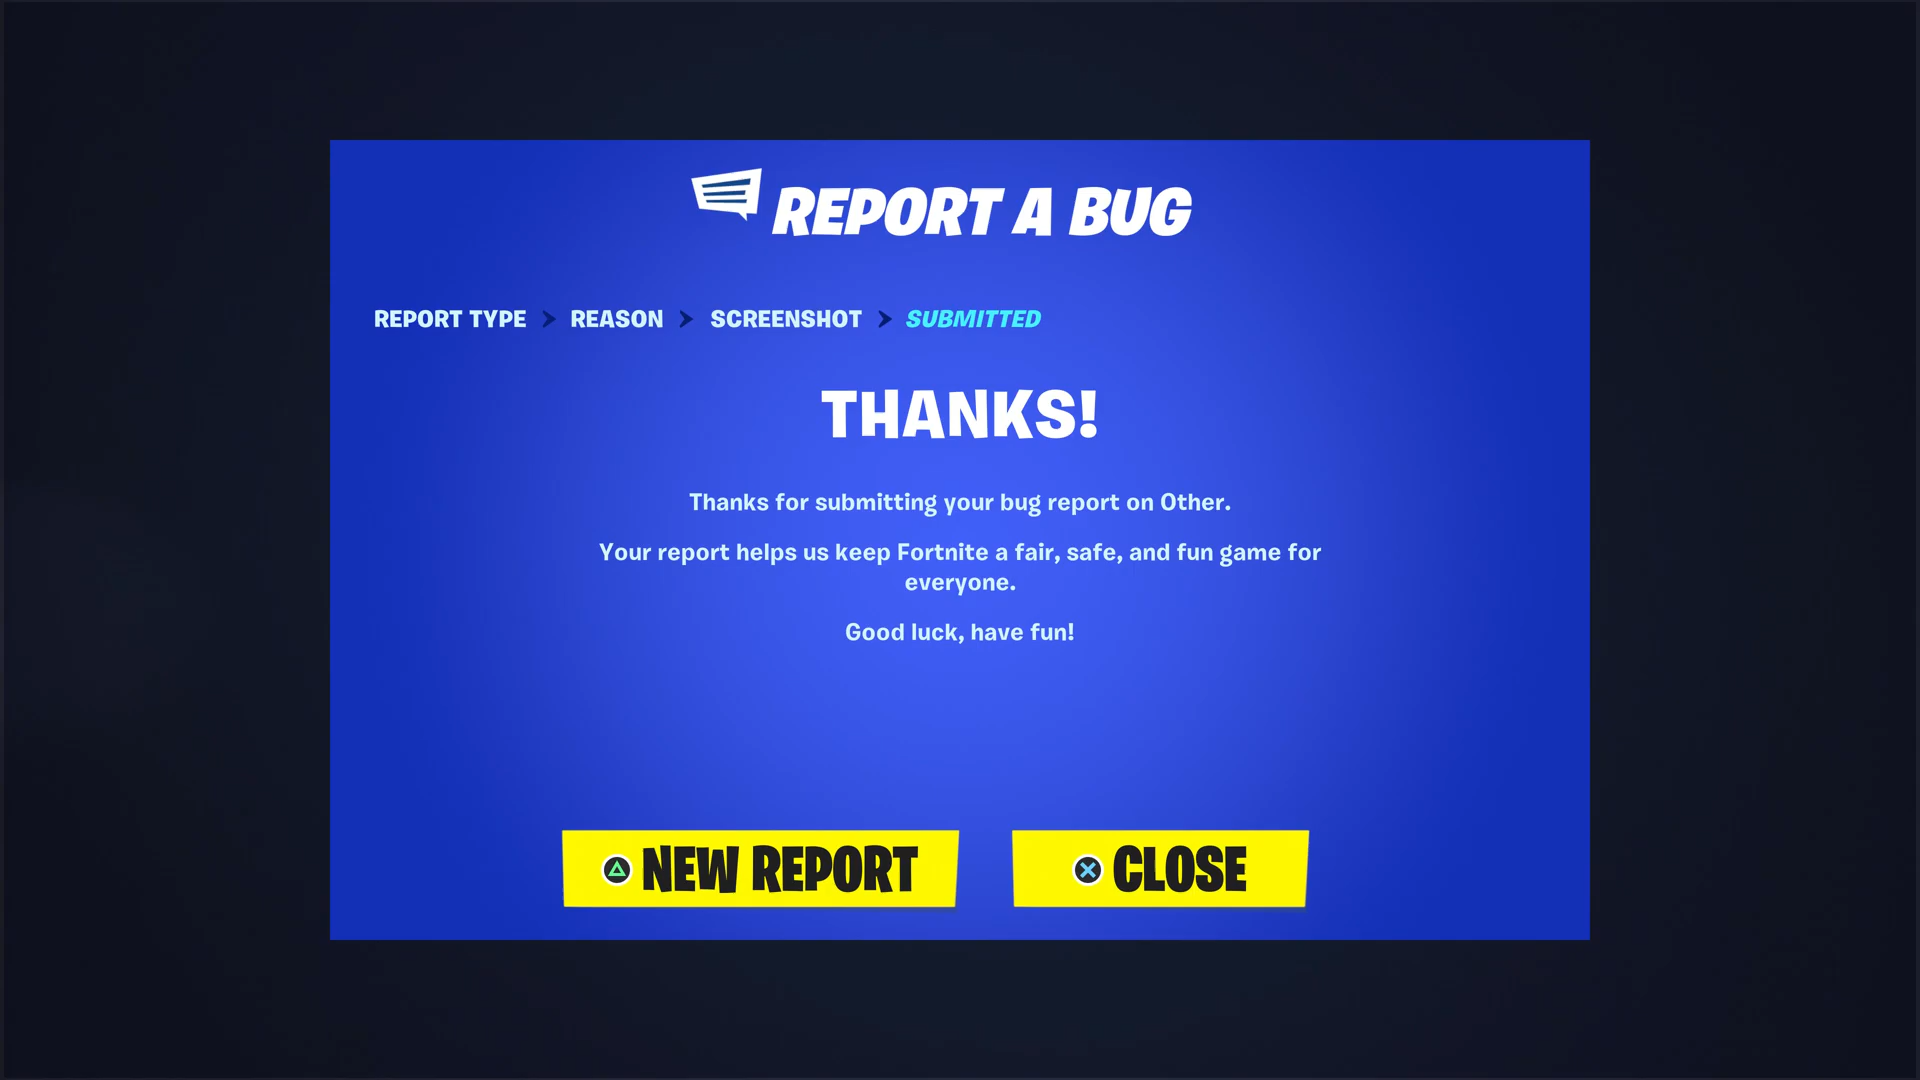 REPORT A BUG
REPORT TYPE > REASON > SCREENSHOT > SUBMITTED
THANKS!
Thanks for submitting your bug report on Other.
Your report helps us keep Fortnite a fair, safe, and fun game for
everyone.
Good luck, have fun!
NEW REPORT
CLOSE